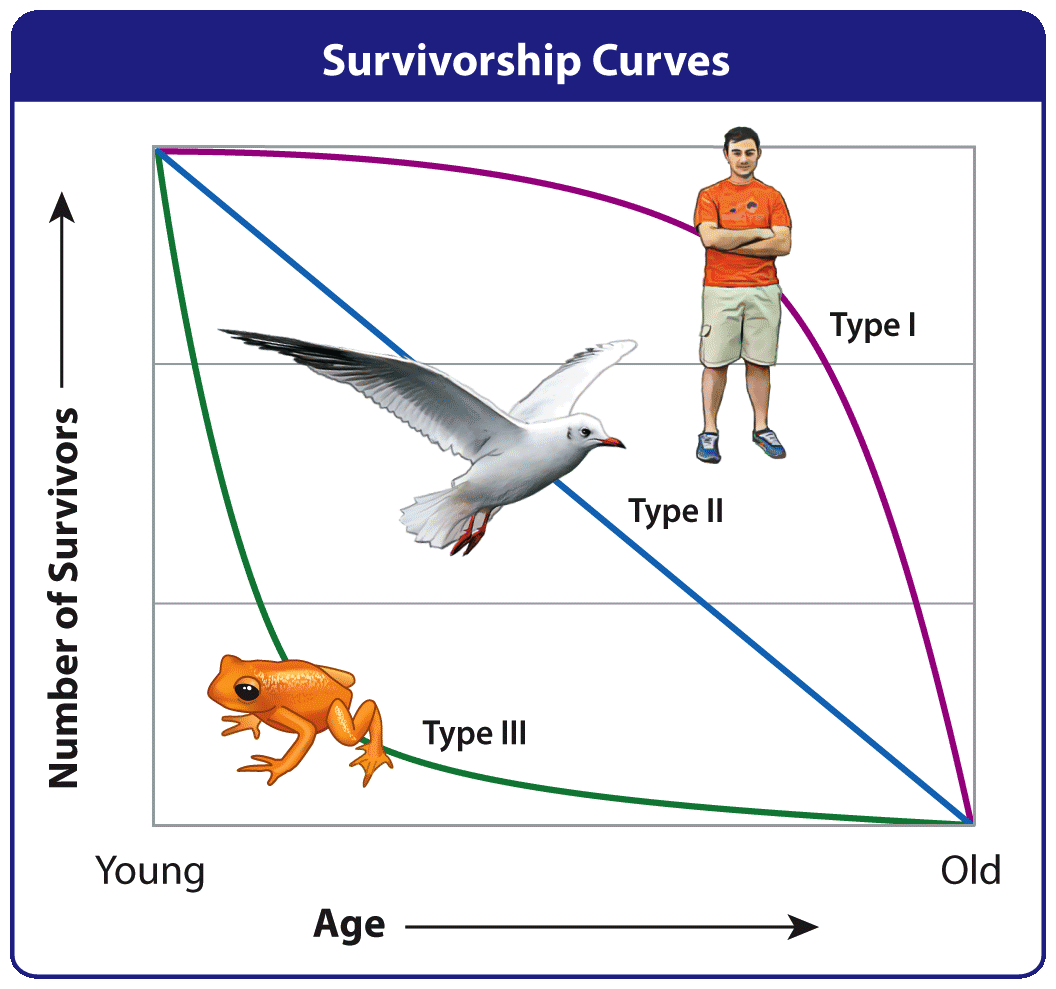 Survivorship Curves
Type I
Type II
Type III
Number of Survivors
Young
Old
Age